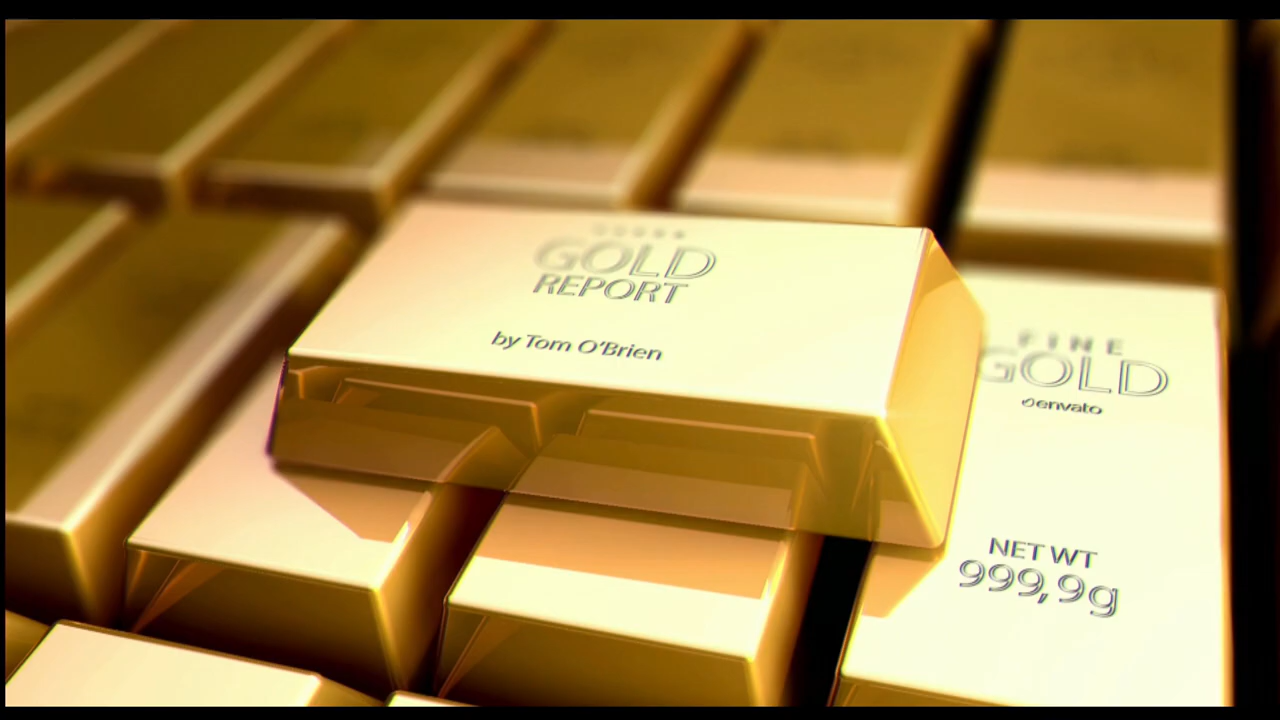 GOLD
REPORT
by Tom O'Brien
FINE
GOLD
envato
NET WT
999,9g